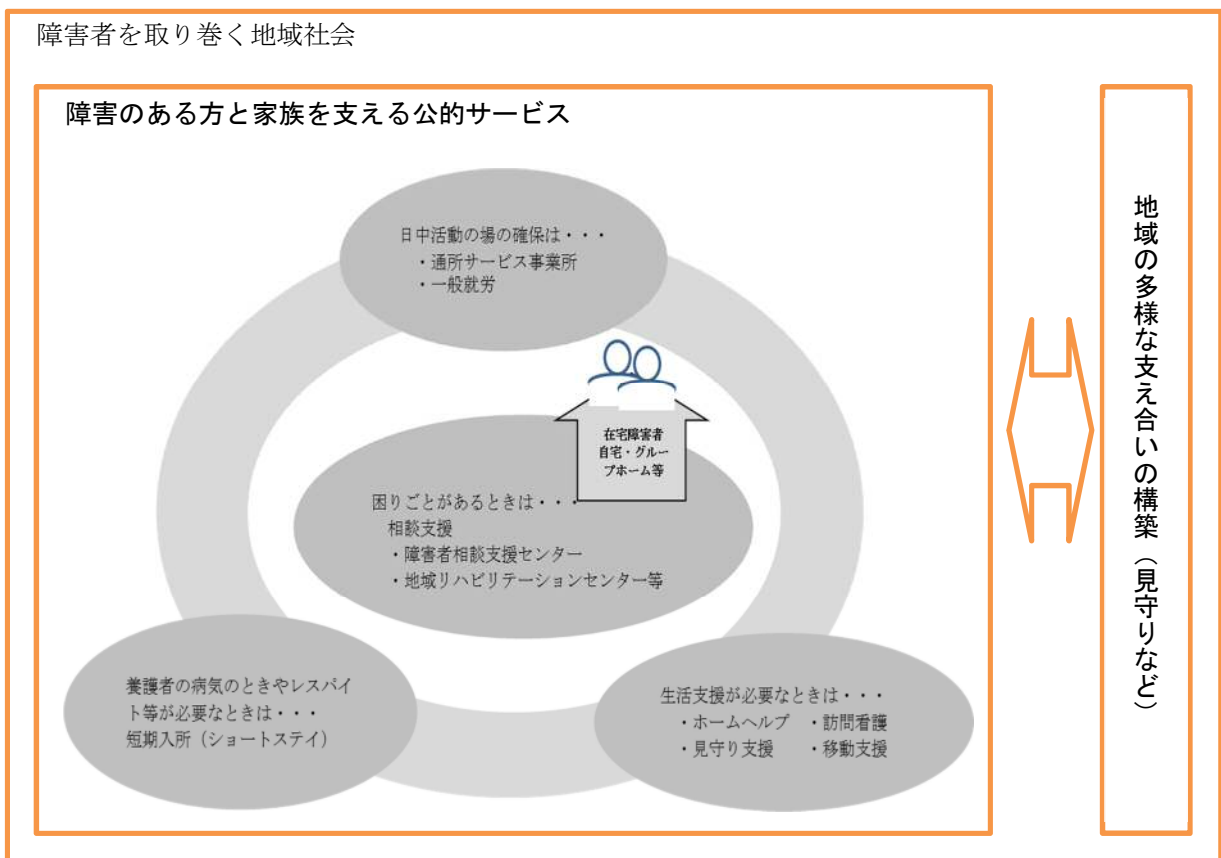 障害者を取り巻く地域社会
障害のある方と家族を支える公的サービス
日中活動の場の確保は・・・
・通所サービス事業所
・一般就労
在宅障害者
自宅・グルー
プホーム等
困りごとがあるときは・・・
相談支援
・障害者相談支援センター
・地域リハビリテーションセンター等
養護者の病気のときやレスパイ
ト等が必要なときは・・・
短期入所（ショートステイ）
生活支援が必要なときは・・・
・ホームヘルプ ・訪問看護
・見守り支援 ・移動支援
地域の多様な支え合いの構築（見守りなど）